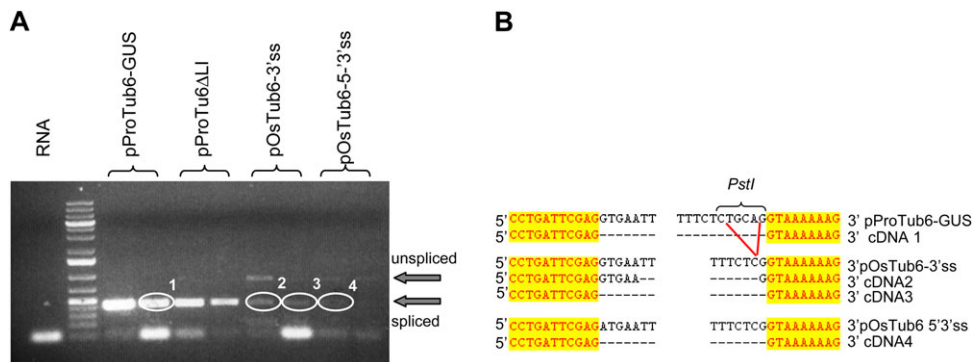 A
RNA
pProTub6-GUS
pProTu6ΔLI
pOsTub6-3'ss
pOsTub6-5-'3'ss
1
2
3
4
unspliced
spliced
B
PstI
5' CCTGATTCGAGGTGAATT TTTCTCTGCAGGTAAAAAAG 3' pProTub6-GUS
5' CCTGATTCGAG------- -----------GTAAAAAAG 3' cDNA 1
5' CCTGATTCGAGGTGAATT TTTCTCGGTAAAAAAG 3'pOsTub6-3'ss
5' CCTGATTCGAGGTGAA-- ------GGTAAAAAAG 3' cDNA2
5' CCTGATTCGAG------- -------GTAAAAAAG 3' cDNA3
5' CCTGATTCGAGATGAATT TTTCTCGGTAAAAAAG 3'pOsTub6 5'3'ss
5' CCTGATTCGAG------- -------GTAAAAAAG 3' cDNA4